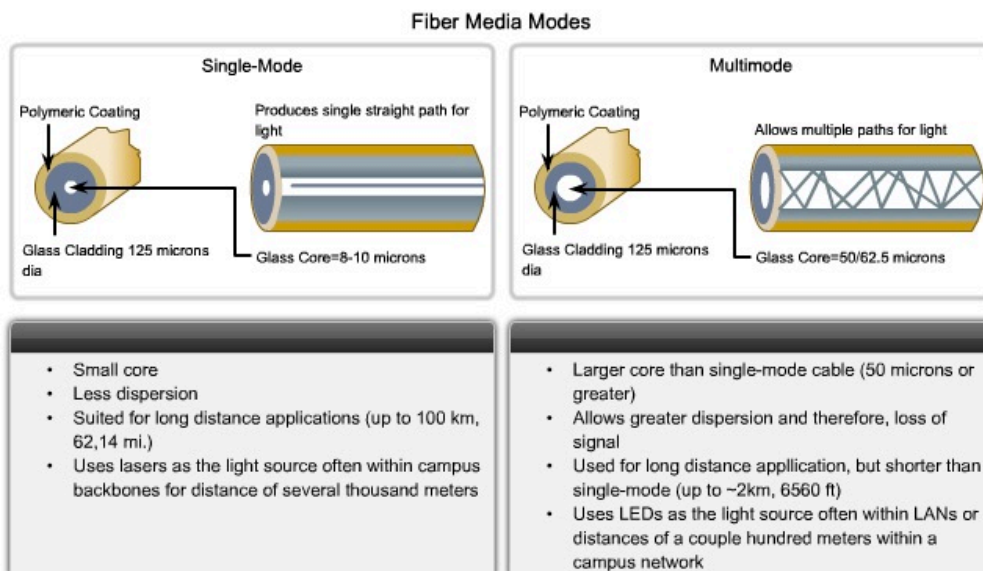 Fiber Media Modes
Single-Mode
Polymeric Coating
Produces single straight path for
light
Glass Cladding 125 microns
dia
Glass Core=8-10 microns
Multimode
Polymeric Coating
Allows multiple paths for light
Glass Cladding 125 microns
dia
Glass Core=50/62.5 microns
• Small core
• Less dispersion
• Suited for long distance applications (up to 100 km,
62,14 mi.)
• Uses lasers as the light source often within campus
backbones for distance of several thousand meters
• Larger core than single-mode cable (50 microns or
greater)
• Allows greater dispersion and therefore, loss of
signal
• Used for long distance appllication, but shorter than
single-mode (up to ~2km, 6560 ft)
• Uses LEDs as the light source often within LANs or
distances of a couple hundred meters within a
campus network